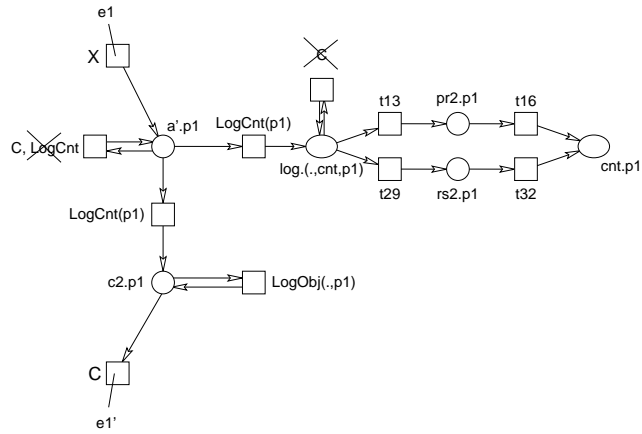 e1
X
C
t13
pr2.p1
t16
a'.p1
LogCnt(p1)
C, LogCnt
log.(.,cnt,p1)
cnt.p1
t29
rs2.p1
t32
LogCnt(p1)
c2.p1
LogObj(.,p1)
C
e1'